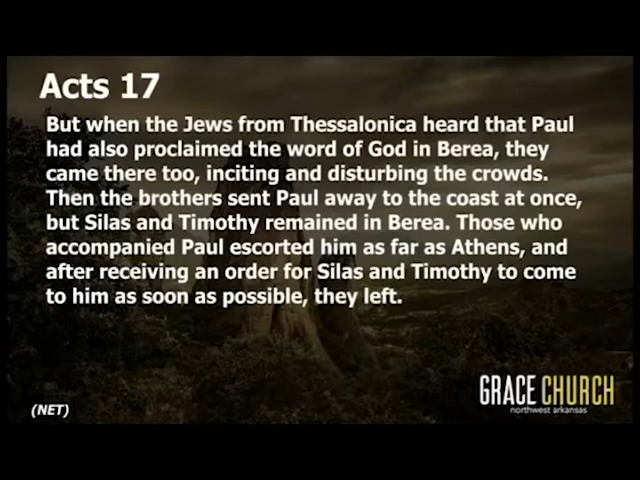 Acts 17
But when the Jews from Thessalonica heard that Paul
had also proclaimed the word of God in Berea, they
came there too, inciting and disturbing the crowds.
Then the brothers sent Paul away to the coast at once,
but Silas and Timothy remained in Berea. Those who
accompanied Paul escorted him as far as Athens, and
after receiving an order for Silas and Timothy to come
to him as soon as possible, they left.
GRACE CHURCH
northwest arkansas
(NET)